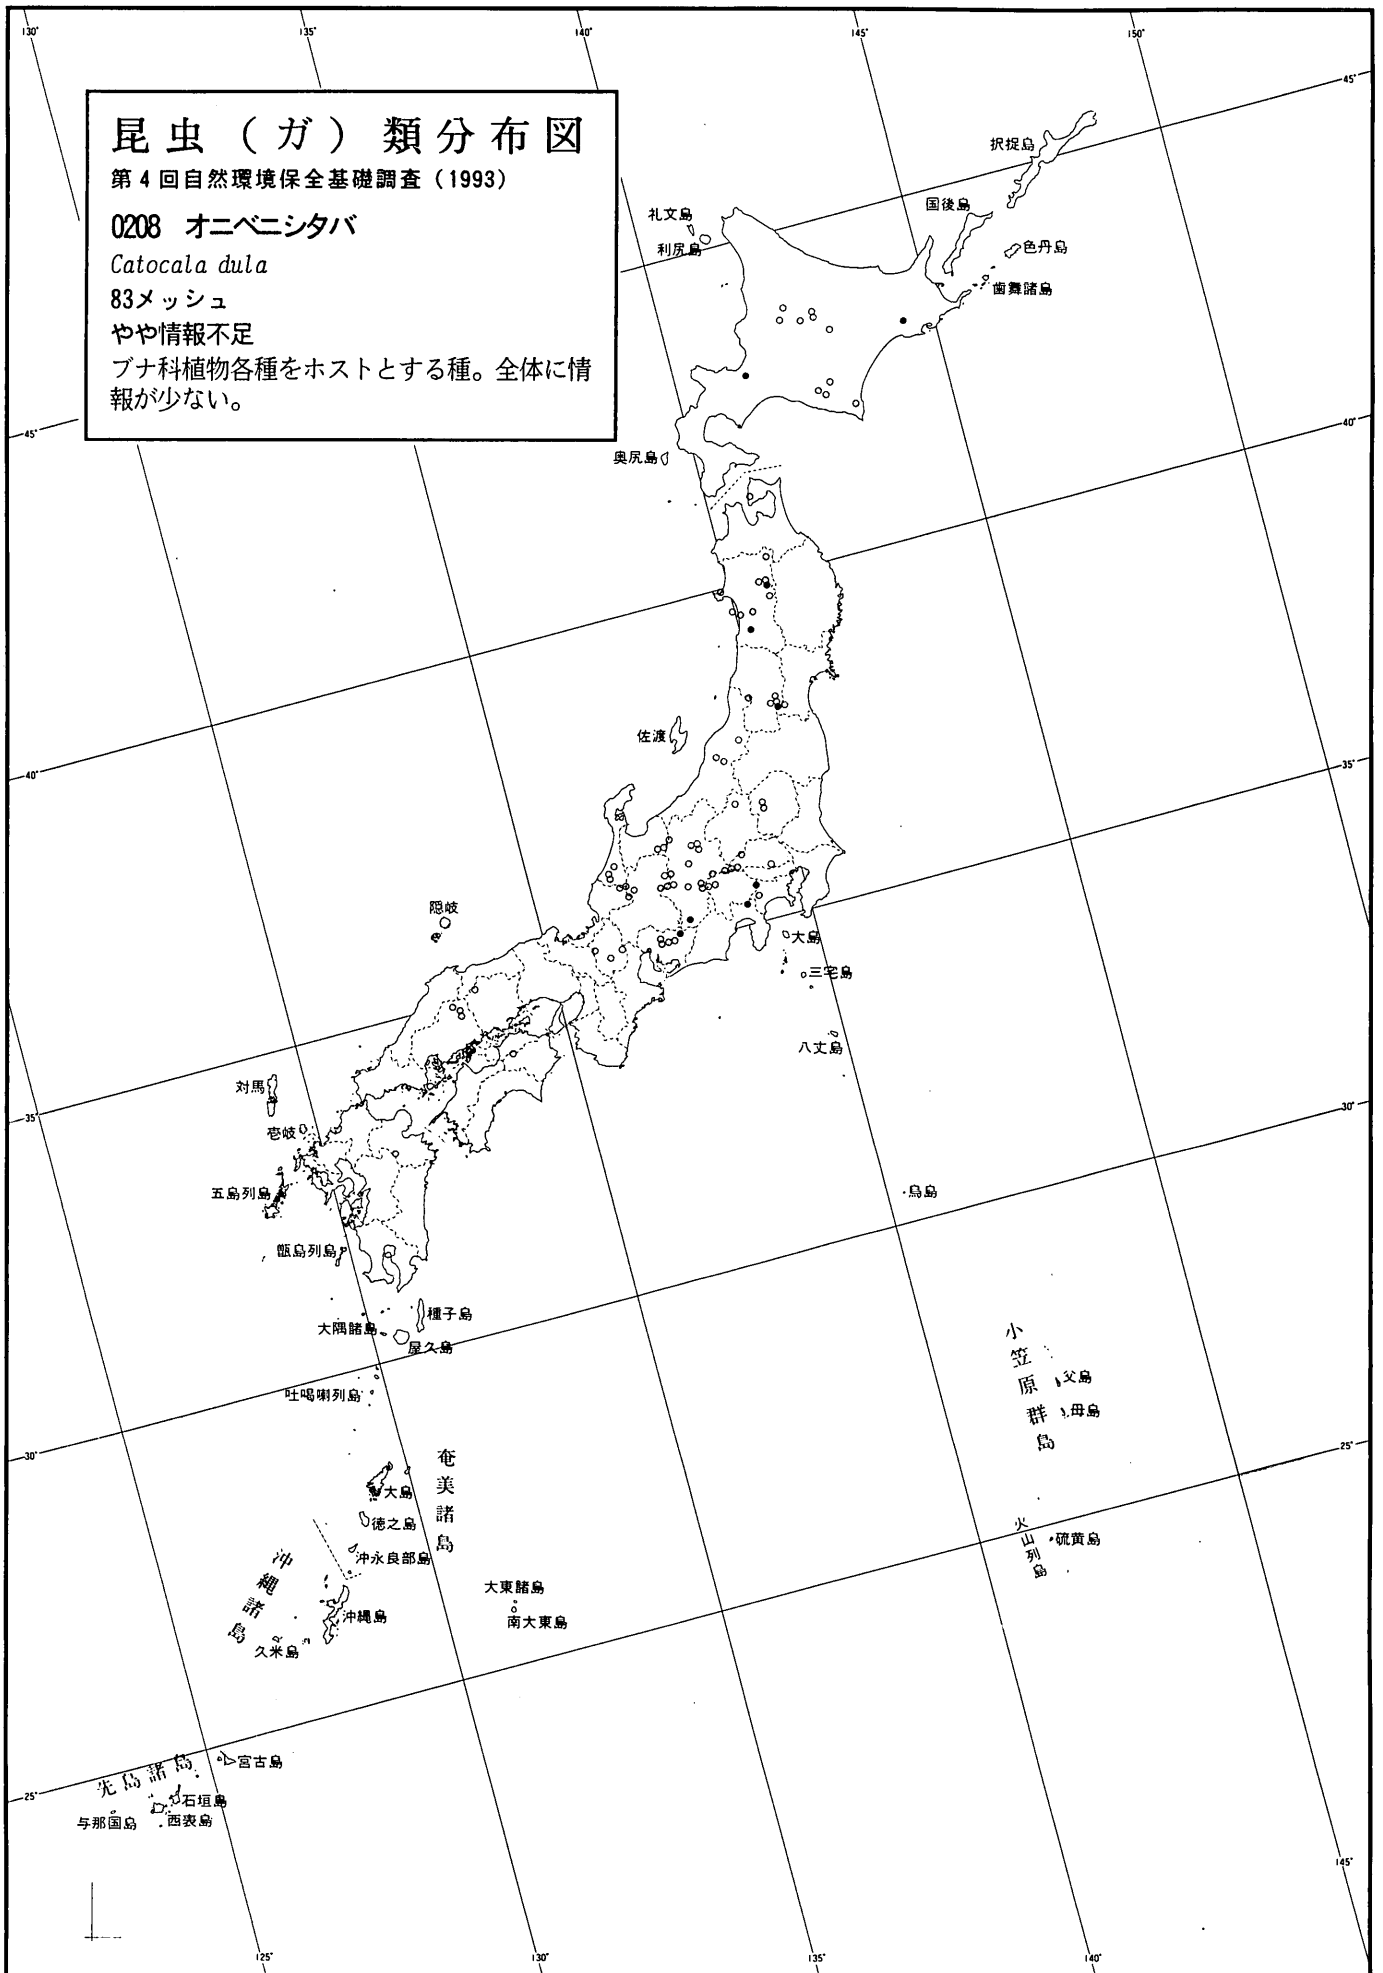 130°
135°
140°
145°
150°
45°
昆虫（ガ）類分布図
第4回自然環境保全基礎調査（1993）
0208 オニベニシタバ
Catocala dula
83メッシュ
やや情報不足
ブナ科植物各種をホストとする種。全体に情
報が少ない。
択捉島
国後島
礼文島
利尻島
色丹島
歯舞諸島
45°
40°
奥尻島
佐渡
40°
35°
隠岐
大島
三宅島
八丈島
対馬
35°
壱岐
30°
五島列島
鳥島
甑島列島
種子島
大隅諸島
屋久島
吐喝喇列島
小笠原群島
父島
母島
30°
25°
奄美諸島
大島
徳之島
沖永良部島
火山列島
硫黄島
沖縄諸島
沖縄島
久米島
大東諸島
南大東島
先島諸島
宮古島
25°
石垣島
与那国島
西表島
125°
130°
135°
140°
145°